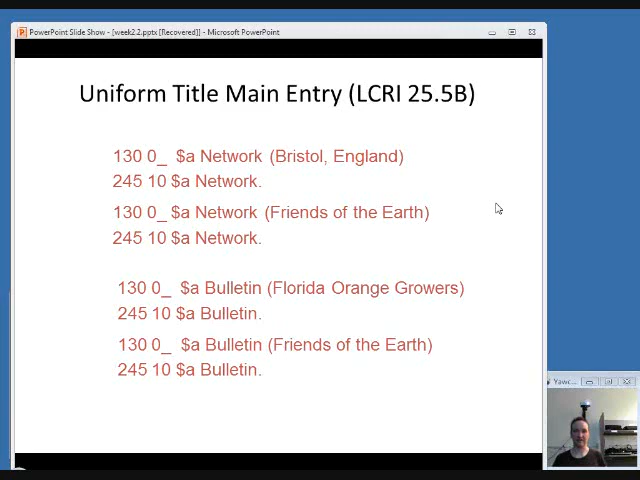 PowerPoint Slide Show - [week2.2.pptx [Recovered]] - Microsoft PowerPoint
Uniform Title Main Entry (LCRI 25.5B)
130 0_ $a Network (Bristol, England)
245 10 $a Network.
130 0_ $a Network (Friends of the Earth)
245 10 $a Network.
130 0_ $a Bulletin (Florida Orange Growers)
245 10 $a Bulletin.
130 0_ $a Bulletin (Friends of the Earth)
245 10 $a Bulletin.